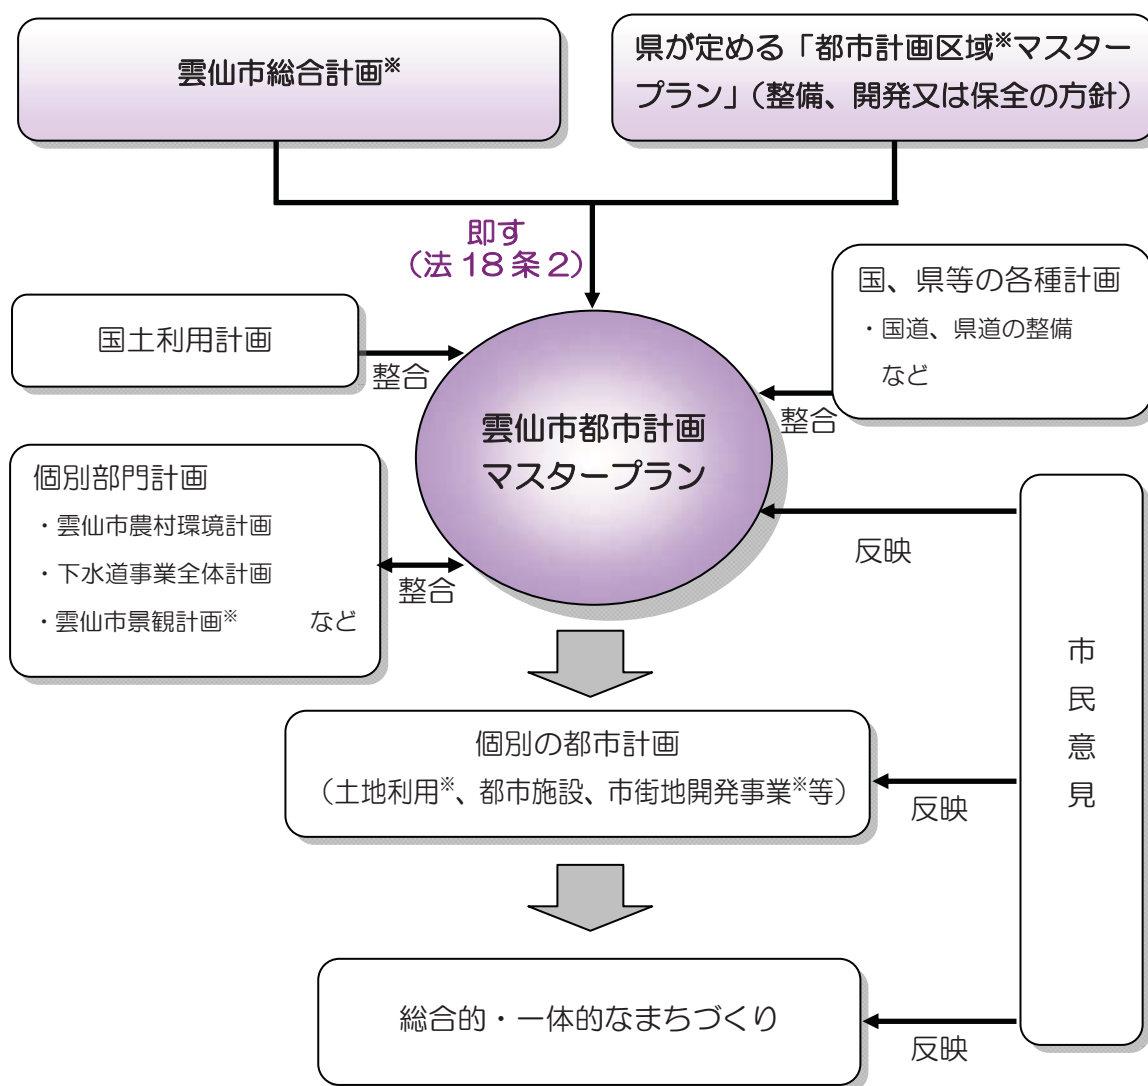 雲仙市総合計画※
県が定める「都市計画区域※マスター
プラン」（整備、開発又は保全の方針）
即す
（法18条2）
国土利用計画
整合
国、県等の各種計画
・国道、県道の整備
など
整合
雲仙市都市計画
マスタープラン
個別部門計画
・雲仙市農村環境計画
・下水道事業全体計画
・雲仙市景観計画※ など
整合
反映
市民意見
個別の都市計画
（土地利用※、都市施設、市街地開発事業※等）
反映
総合的・一体的なまちづくり
反映